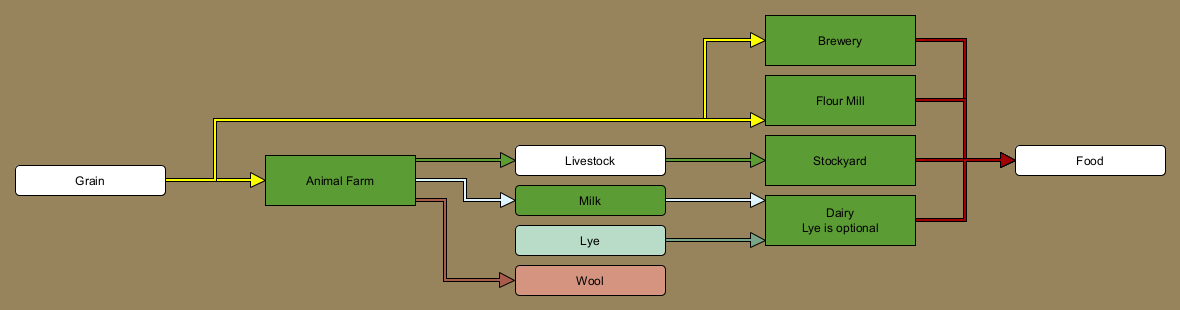 Grain
Animal Farm
Livestock
Milk
Lye
Wool
Brewery
Flour Mill
Stockyard
Dairy
Lye is optional
Food